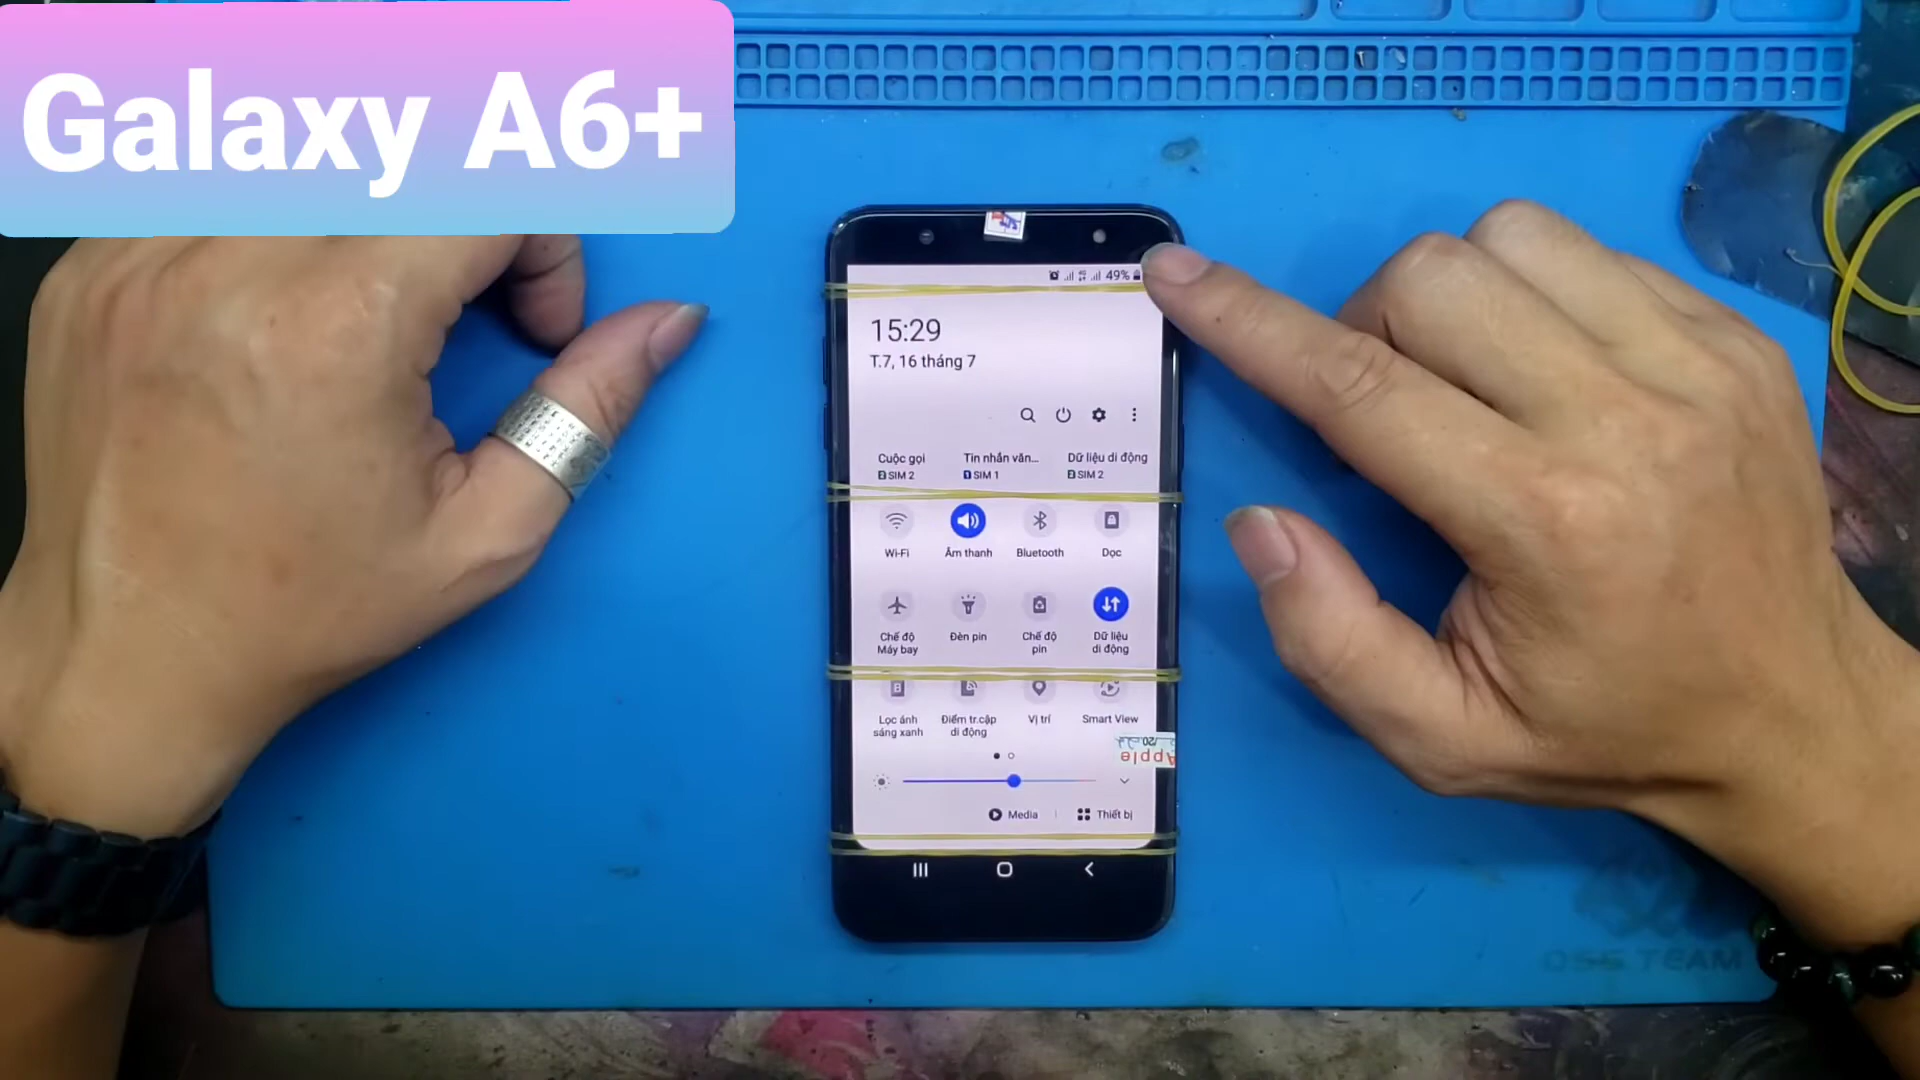 Galaxy A6+
49%
15:29
T.7, 16 tháng 7
Cuộc gọi
SIM 2
Tin nhắn văn...
SIM 1
Dữ liệu di động
SIM 2
Wi-Fi
Âm thanh
Bluetooth
Dọc
Chế độ
Máy bay
Đèn pin
Chế độ
pin
Dữ liệu
di động
Lọc ánh
sáng xanh
Điểm tr.cập
di động
Vị trí
Smart View
Apple
Media
Thiết bị
TEAM